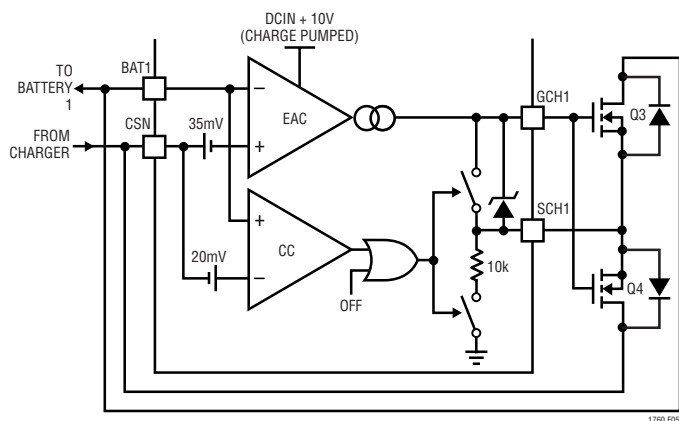 DCIN + 10V
(CHARGE PUMPED)
TO
BATTERY
1
BAT1
FROM
CHARGER
CSN
35mV
−
+
EAC
GCH1
Q3
SCH1
+
−
CC
20mV
OFF
10k
Q4
1760 F05